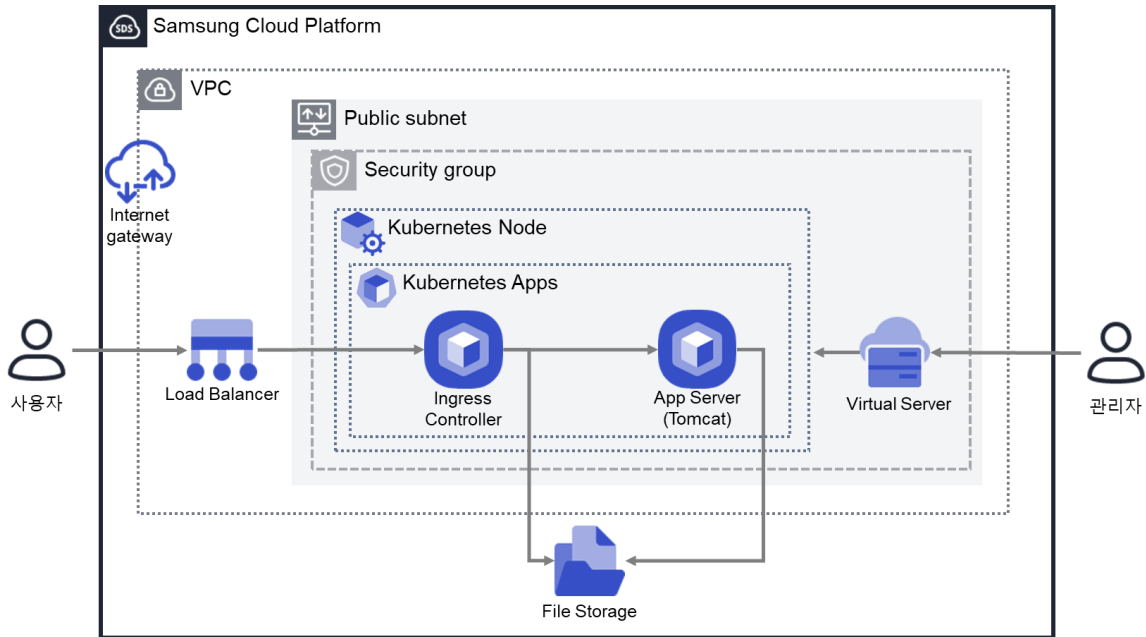 SDS
Samsung Cloud Platform
VPC
Public subnet
Security group
Internet
gateway
Kubernetes Node
Kubernetes Apps
사용자
Load Balancer
Ingress
Controller
App Server
(Tomcat)
Virtual Server
관리자
File Storage